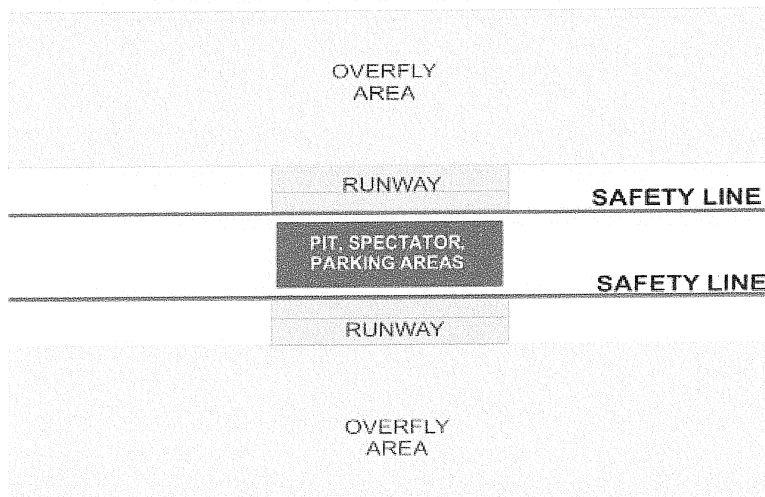 OVERFLY
AREA
RUNWAY
SAFETY LINE
PIT, SPECTATOR,
PARKING AREAS
SAFETY LINE
RUNWAY
OVERFLY
AREA